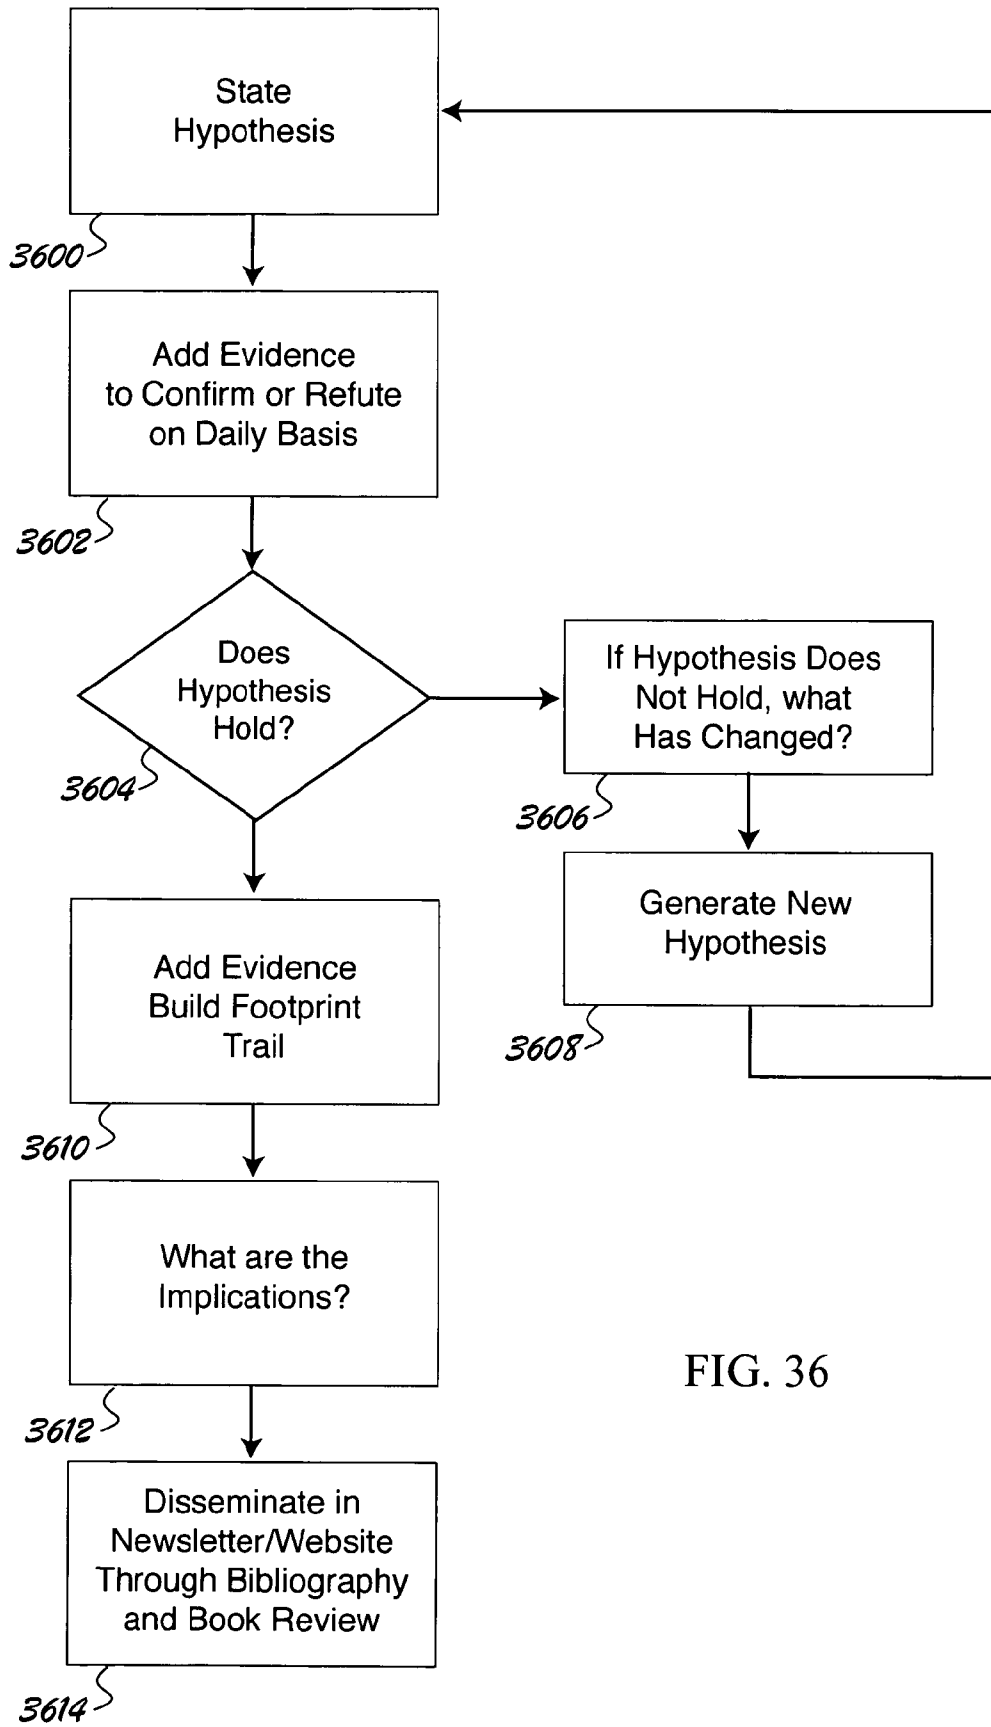 State
Hypothesis
3600
Add Evidence
to Confirm or Refute
on Daily Basis
3602
Does
Hypothesis
Hold?
3604
If Hypothesis Does
Not Hold, what
Has Changed?
3606
Generate New
Hypothesis
3608
Add Evidence
Build Footprint
Trail
3610
What are the
Implications?
3612
FIG. 36
Disseminate in
Newsletter/Website
Through Bibliography
and Book Review
3614